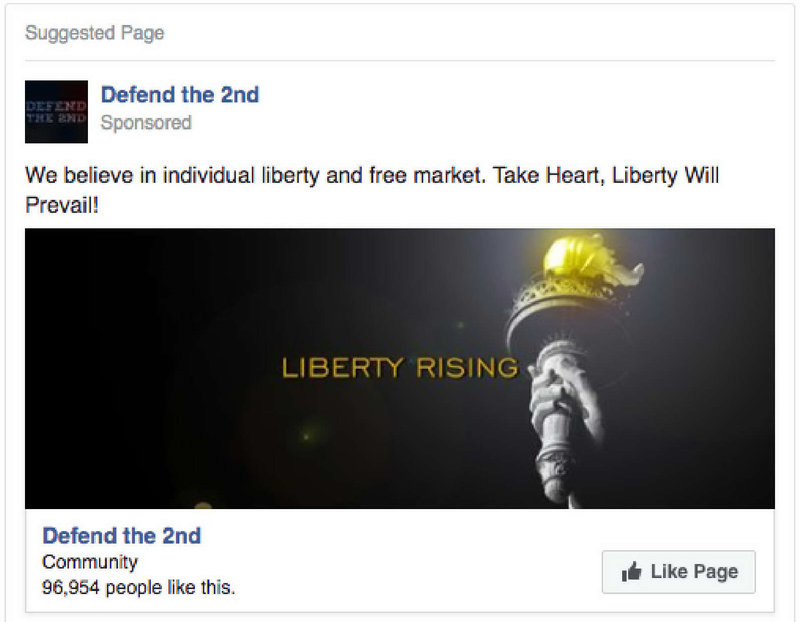 Suggested Page
DEFEND
THE 2ND
Defend the 2nd
Sponsored
We believe in individual liberty and free market. Take Heart, Liberty Will
Prevail!
LIBERTY RISING
Defend the 2nd
Community
96,954 people like this.
Like Page